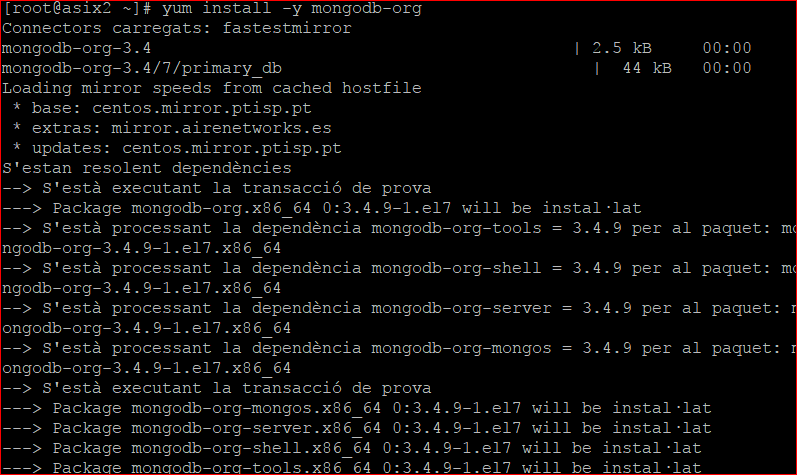 [root@asix2 ~]# yum install -y mongodb-org
Connectors carregats: fastestmirror
mongodb-org-3.4 | 2.5 kB 00:00
mongodb-org-3.4/7/primary_db | 44 kB 00:00
Loading mirror speeds from cached hostfile
* base: centos.mirror.ptisp.pt
* extras: mirror.airenetworks.es
* updates: centos.mirror.ptisp.pt
S'estan resolent dependències
--> S'està executant la transacció de prova
---> Package mongodb-org.x86_64 0:3.4.9-1.el7 will be instal·lat
--> S'està processant la dependència mongodb-org-tools = 3.4.9 per al paquet: mo
ngodb-org-3.4.9-1.el7.x86_64
--> S'està processant la dependència mongodb-org-shell = 3.4.9 per al paquet: mo
ngodb-org-3.4.9-1.el7.x86_64
--> S'està processant la dependència mongodb-org-server = 3.4.9 per al paquet: m
ongodb-org-3.4.9-1.el7.x86_64
--> S'està processant la dependència mongodb-org-mongos = 3.4.9 per al paquet: m
ongodb-org-3.4.9-1.el7.x86_64
--> S'està executant la transacció de prova
---> Package mongodb-org-mongos.x86_64 0:3.4.9-1.el7 will be instal·lat
---> Package mongodb-org-server.x86_64 0:3.4.9-1.el7 will be instal·lat
---> Package mongodb-org-shell.x86_64 0:3.4.9-1.el7 will be instal·lat
---> Package mongodb-org-tools.x86_64 0:3.4.9-1.el7 will be instal·lat